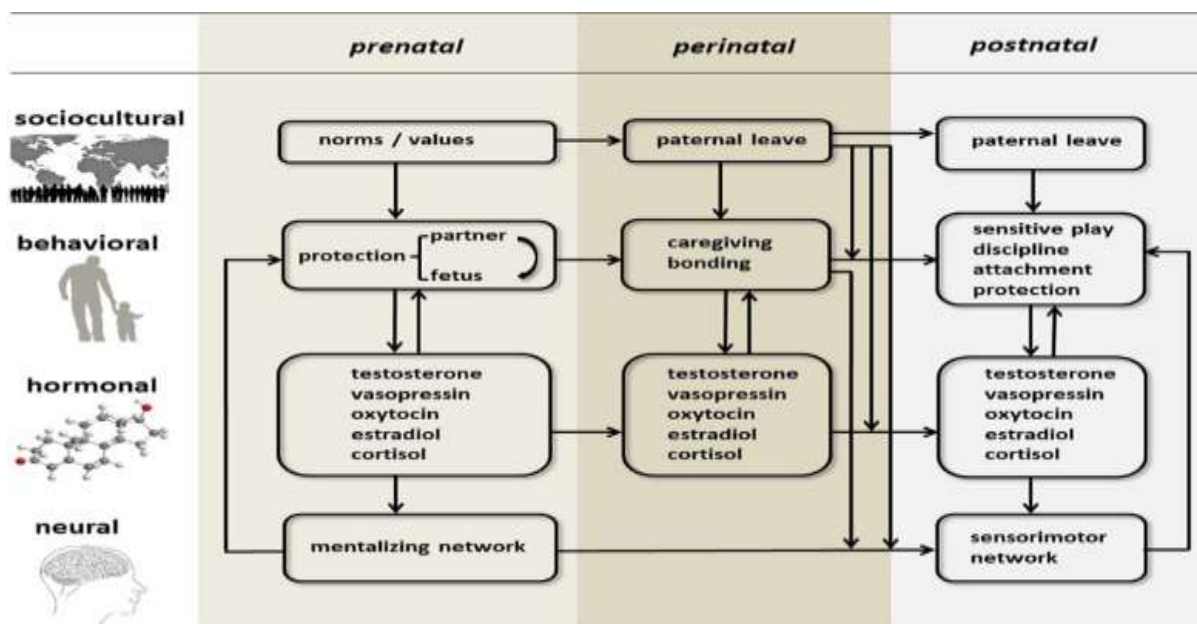 prenatal
perinatal
postnatal
sociocultural
norms / values
paternal leave
paternal leave
behavioral
protection
partner
fetus
caregiving
bonding
sensitive play
discipline
attachment
protection
hormonal
testosterone
vasopressin
oxytocin
estradiol
cortisol
testosterone
vasopressin
oxytocin
estradiol
cortisol
testosterone
vasopressin
oxytocin
estradiol
cortisol
neural
mentalizing network
sensorimotor
network